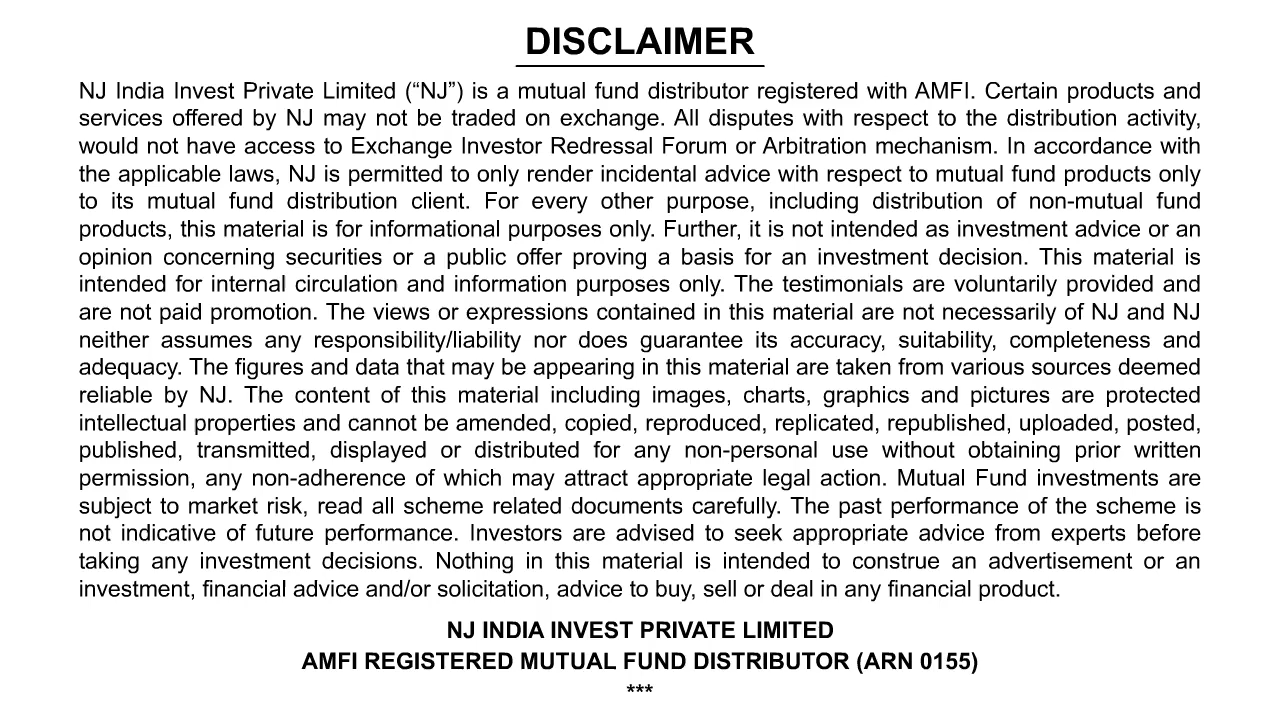 DISCLAIMER
NJ India Invest Private Limited (“NJ”) is a mutual fund distributor registered with AMFI. Certain products and
services offered by NJ may not be traded on exchange. All disputes with respect to the distribution activity,
would not have access to Exchange Investor Redressal Forum or Arbitration mechanism. In accordance with
the applicable laws, NJ is permitted to only render incidental advice with respect to mutual fund products only
to its mutual fund distribution client. For every other purpose, including distribution of non-mutual fund
products, this material is for informational purposes only. Further, it is not intended as investment advice or an
opinion concerning securities or a public offer proving a basis for an investment decision. This material is
intended for internal circulation and information purposes only. The testimonials are voluntarily provided and
are not paid promotion. The views or expressions contained in this material are not necessarily of NJ and NJ
neither assumes any responsibility/liability nor does guarantee its accuracy, suitability, completeness and
adequacy. The figures and data that may be appearing in this material are taken from various sources deemed
reliable by NJ. The content of this material including images, charts, graphics and pictures are protected
intellectual properties and cannot be amended, copied, reproduced, replicated, republished, uploaded, posted,
published, transmitted, displayed or distributed for any non-personal use without obtaining prior written
permission, any non-adherence of which may attract appropriate legal action. Mutual Fund investments are
subject to market risk, read all scheme related documents carefully. The past performance of the scheme is
not indicative of future performance. Investors are advised to seek appropriate advice from experts before
taking any investment decisions. Nothing in this material is intended to construe an advertisement or an
investment, financial advice and/or solicitation, advice to buy, sell or deal in any financial product.
NJ INDIA INVEST PRIVATE LIMITED
AMFI REGISTERED MUTUAL FUND DISTRIBUTOR (ARN 0155)
***